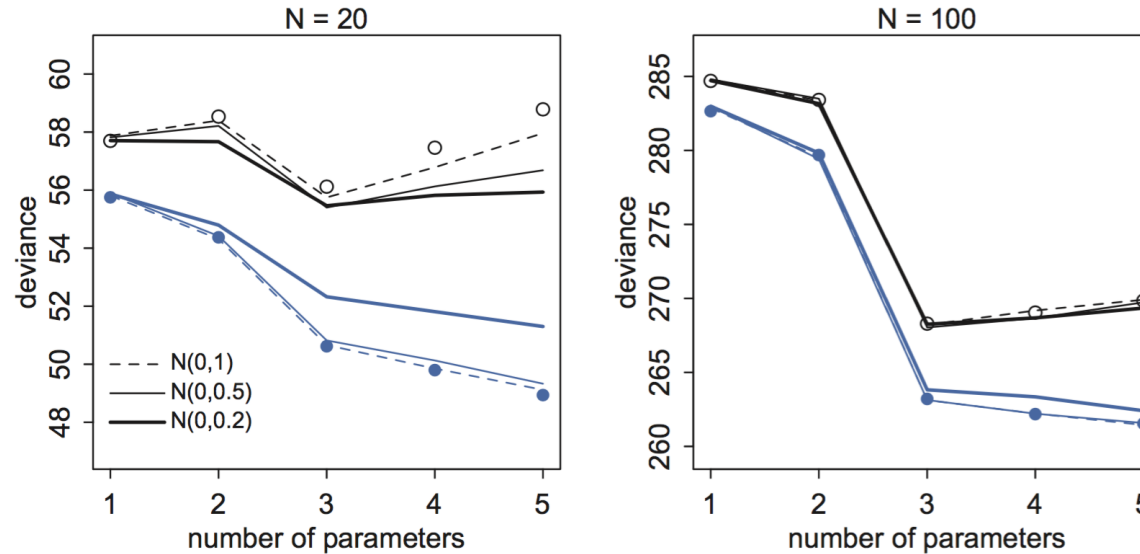 N = 20
60
58
56
54
52
50
48
deviance
N(0,1)
N(0,0.5)
N(0,0.2)
1 2 3 4 5
number of parameters
N = 100
285
280
275
270
265
260
deviance
1 2 3 4 5
number of parameters